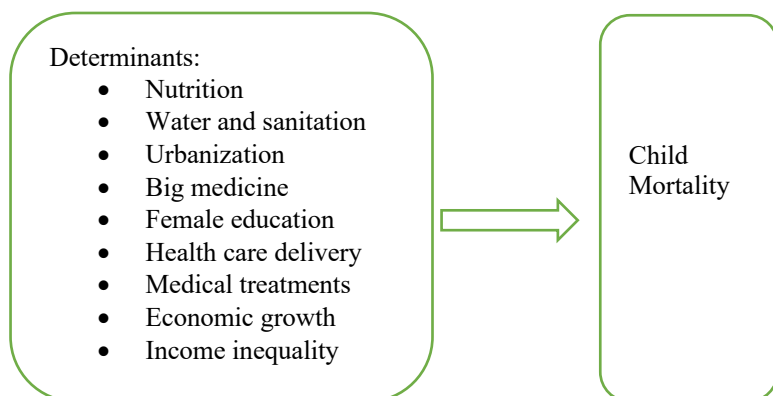 Determinants:
• Nutrition
• Water and sanitation
• Urbanization
• Big medicine
• Female education
• Health care delivery
• Medical treatments
• Economic growth
• Income inequality
Child
Mortality